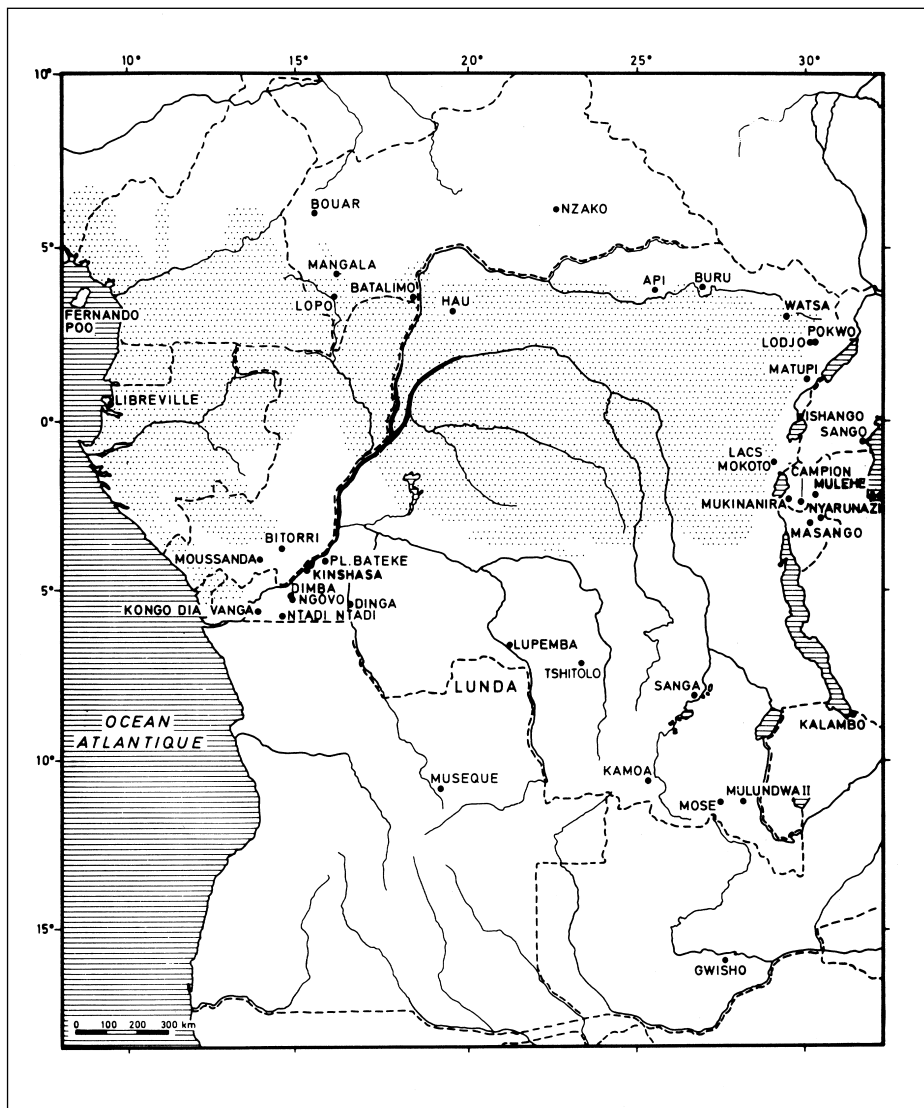 10°
15°
20°
25°
30°
10°
BOUAR
NZAKO
5°
MANGALA
BATALIMO
LOPO
HAU
API
BURU
WATSA
FERNANDO
POO
POKWO
LODJO
MATUPI
LIBREVILLE
0°
ISHANGO
SANGO
LACS
MOKOTO
CAMPION
MULEHE
MUKINANIRA
NYARUNAZI
MASANGO
BITORRI
MOUSSANDA
PL. BATEKE
KINSHASA
5°
DIMBA
NGOVO
DINGA
KONGO DIA VANGA
NTADI NTADI
LUPEMBA
TSHITOLO
LUNDA
SANGA
OCEAN
ATLANTIQUE
KALAMBO
10°
MUSEQUE
KAMOA
MOSE
MULUNDWA II
15°
GWISHO
0 100 200 300 km